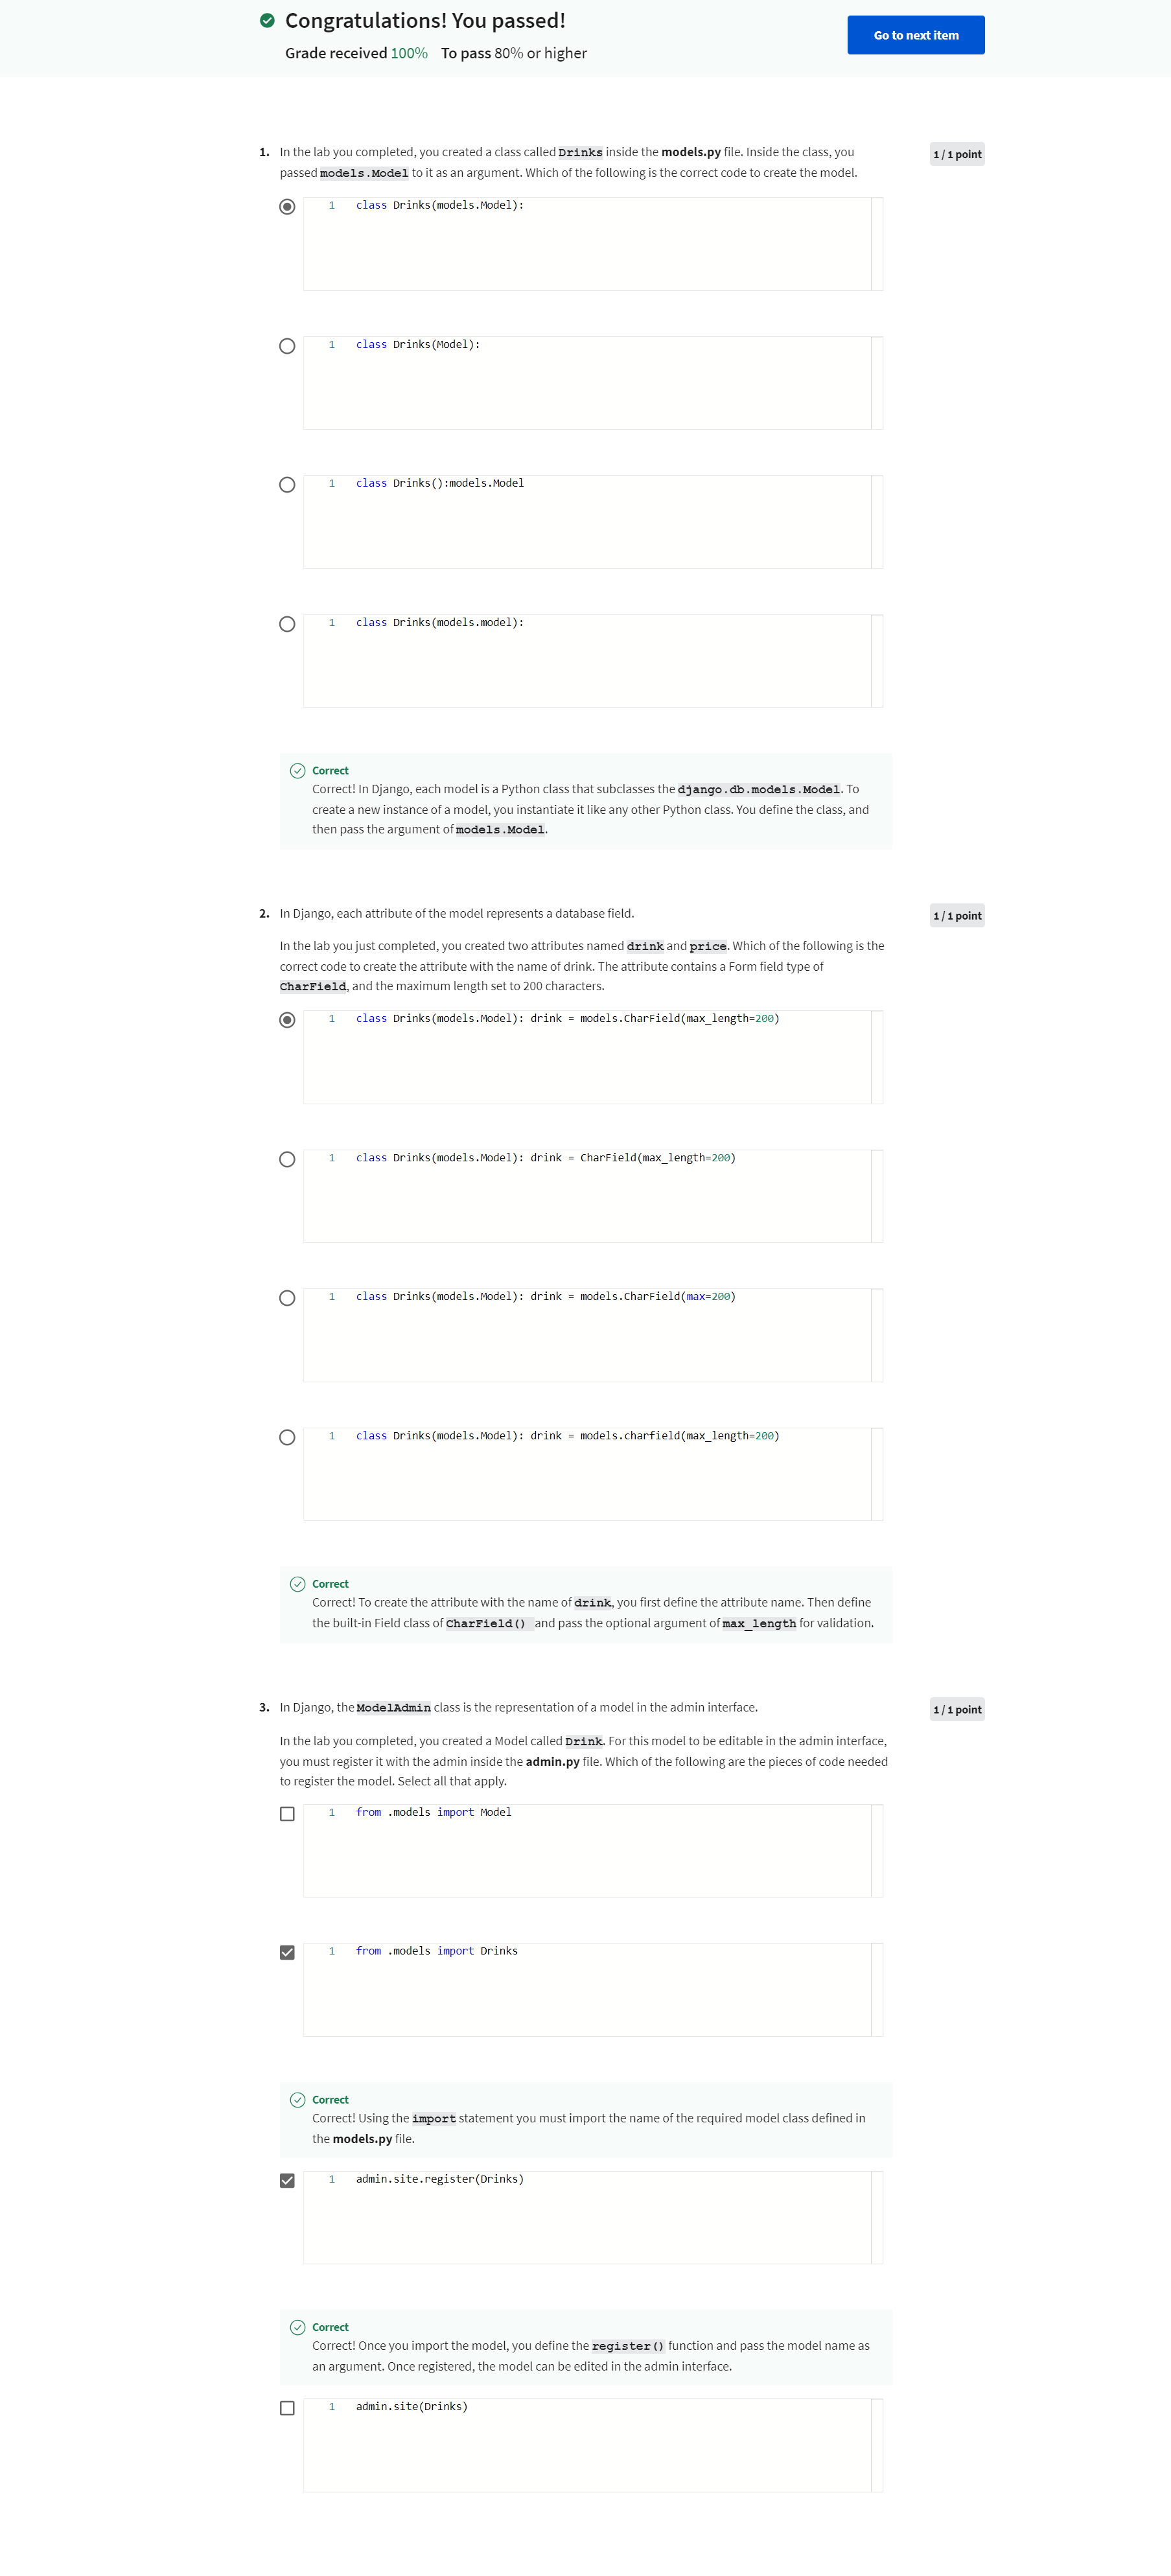 Congratulations! You passed!
Grade received 100% To pass 80% or higher
Go to next item
1. In the lab you completed, you created a class called Drinks inside the models.py file. Inside the class, you
passed models.Model to it as an argument. Which of the following is the correct code to create the model.
1 / 1 point
1 class Drinks(models.Model):
1 class Drinks(Model):
1 class Drinks():models.Model
1 class Drinks(models.model):
Correct
Correct! In Django, each model is a Python class that subclasses the django.db.models.Model. To
create a new instance of a model, you instantiate it like any other Python class. You define the class, and
then pass the argument of models.Model.
2. In Django, each attribute of the model represents a database field.
1 / 1 point
In the lab you just completed, you created two attributes named drink and price. Which of the following is the
correct code to create the attribute with the name of drink. The attribute contains a Form field type of
CharField, and the maximum length set to 200 characters.
1 class Drinks(models.Model): drink = models.CharField(max_length=200)
1 class Drinks(models.Model): drink = CharField(max_length=200)
1 class Drinks(models.Model): drink = models.CharField(max=200)
1 class Drinks(models.Model): drink = models.charfield(max_length=200)
Correct
Correct! To create the attribute with the name of drink, you first define the attribute name. Then define
the built-in Field class of CharField() and pass the optional argument of max_length for validation.
3. In Django, the ModelAdmin class is the representation of a model in the admin interface.
1 / 1 point
In the lab you completed, you created a Model called Drink. For this model to be editable in the admin interface,
you must register it with the admin inside the admin.py file. Which of the following are the pieces of code needed
to register the model. Select all that apply.
1 from .models import Model
1 from .models import Drinks
Correct
Correct! Using the import statement you must import the name of the required model class defined in
the models.py file.
1 admin.site.register(Drinks)
Correct
Correct! Once you import the model, you define the register() function and pass the model name as
an argument. Once registered, the model can be edited in the admin interface.
1 admin.site(Drinks)